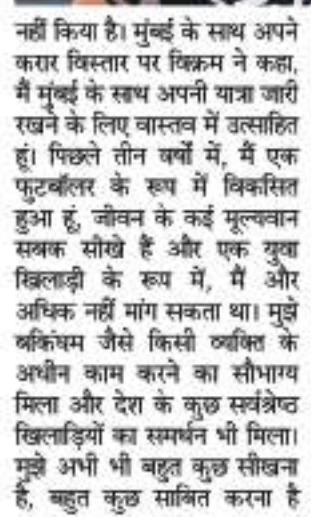 नहीं किया है। मुंबई के साथ अपने
करार विस्तार पर विक्रम ने कहा,
मैं मुंबई के साथ अपनी यात्रा जारी
रखने के लिए वास्तव में उत्साहित
हूं। पिछले तीन वर्षों में, मैं एक
फुटबॉलर के रूप में विकसित
हुआ हूं, जीवन के कई मूल्यवान
सबक सीखे हैं और एक युवा
खिलाड़ी के रूप में, मैं और
अधिक नहीं मांग सकता था। मुझे
बकिंघम जैसे किसी व्यक्ति के
अधीन काम करने का सौभाग्य
मिला और देश के कुछ सर्वश्रेष्ठ
खिलाड़ियों का समर्थन भी मिला।
मुझे अभी भी बहुत कुछ सीखना
है, बहुत कुछ साबित करना है